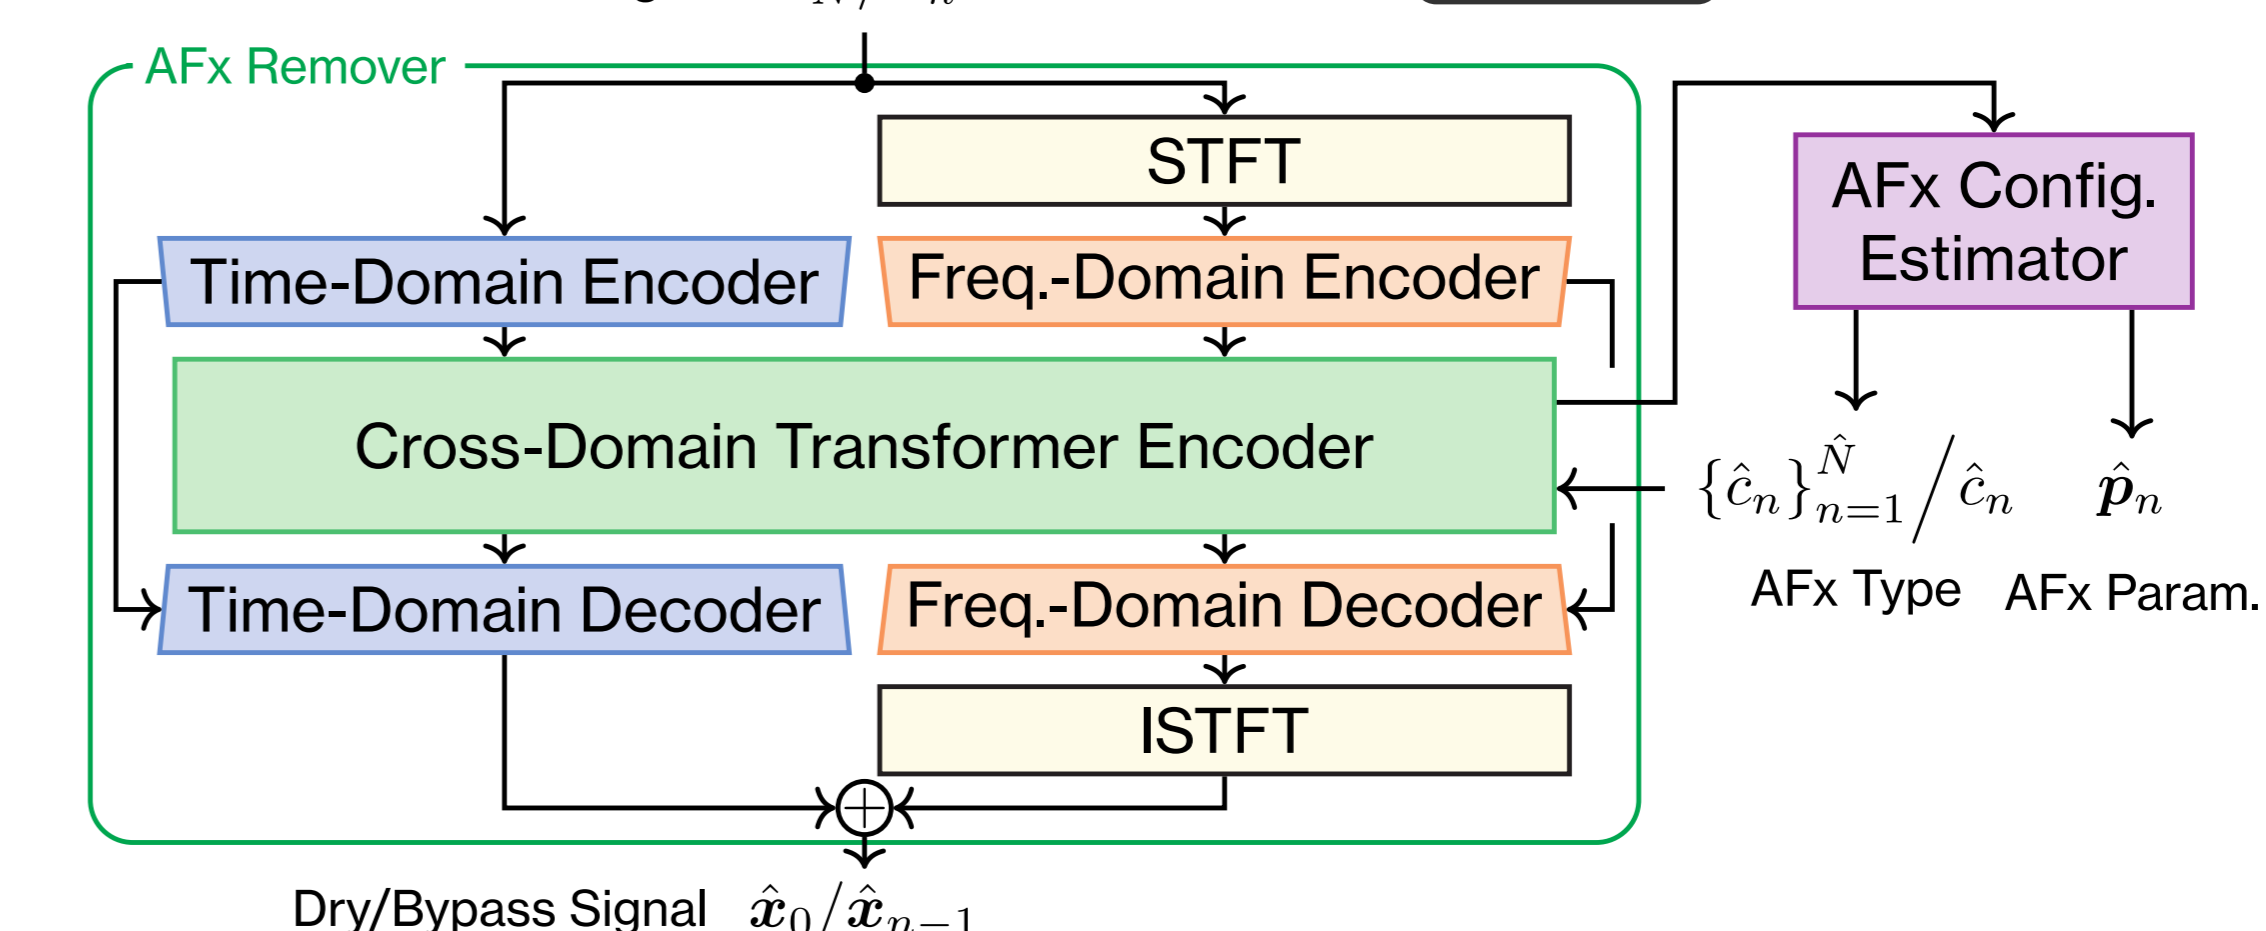 AFx Remover
STFT
AFx Config.
Estimator
Time-Domain Encoder
Freq.-Domain Encoder
Cross-Domain Transformer Encoder
{ĉₙ}ₙ₌₁^N̂ / ĉₙ
p̂ₙ
AFx Type
AFx Param.
Time-Domain Decoder
Freq.-Domain Decoder
ISTFT
Dry/Bypass Signal x̂₀/x̂ₙ₋₁